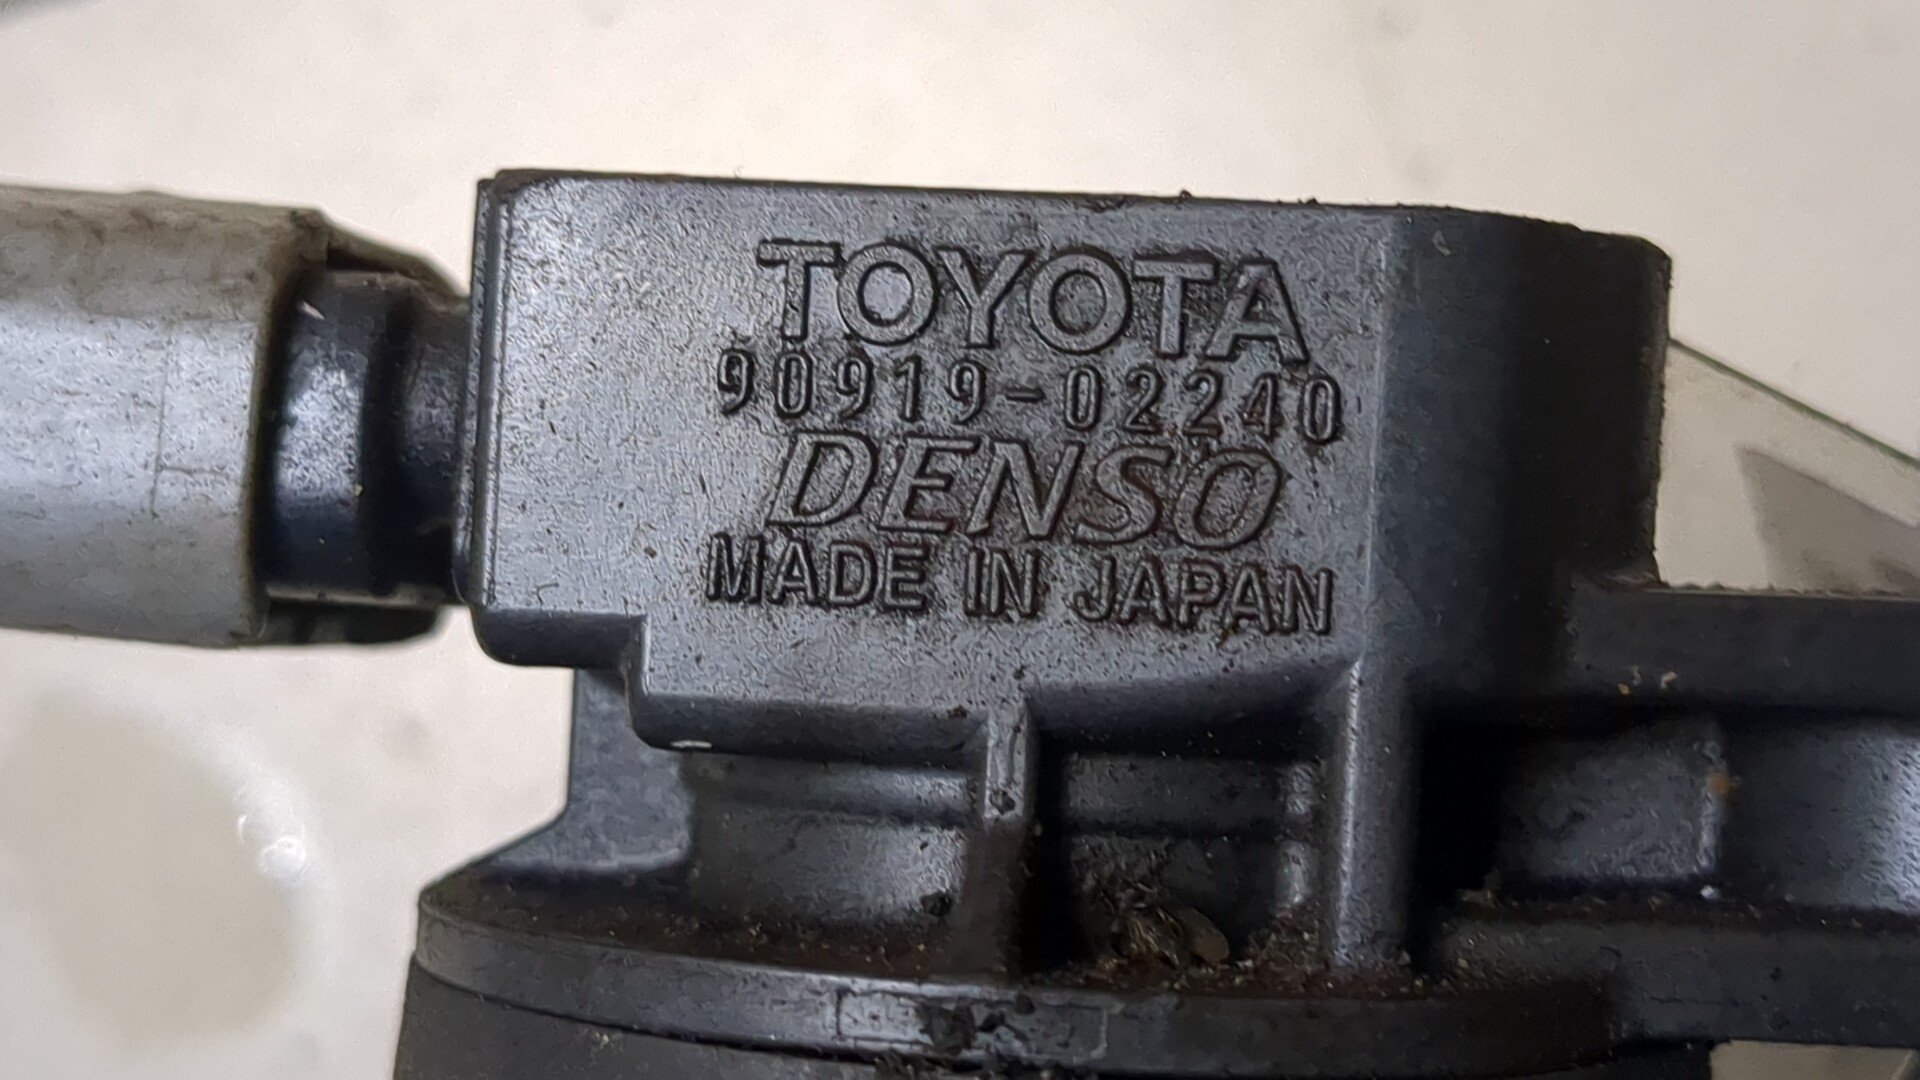 TOYOTA
90919-02240
DENSO
MADE IN JAPAN